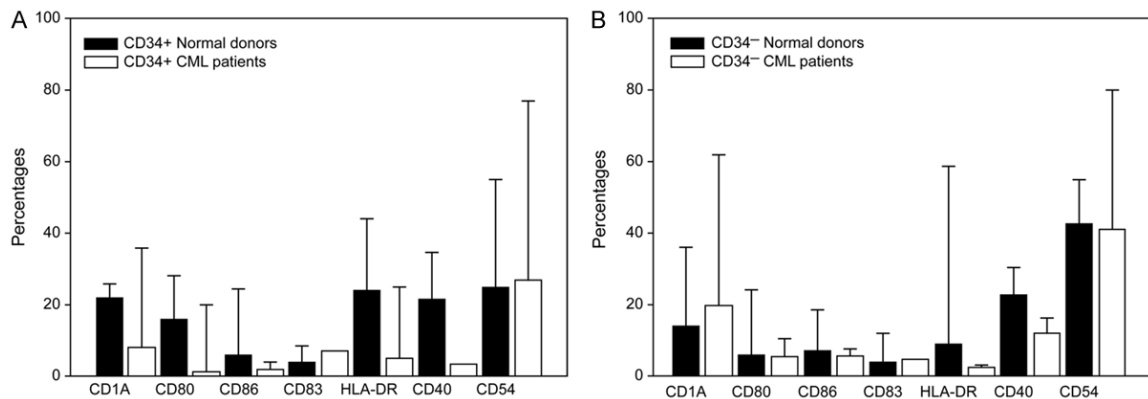 A
100
80
60
40
20
0
Percentages
CD34+ Normal donors
CD34+ CML patients
CD1A CD80 CD86 CD83 HLA-DR CD40 CD54
B
100
80
60
40
20
0
Percentages
CD34− Normal donors
CD34− CML patients
CD1A CD80 CD86 CD83 HLA-DR CD40 CD54